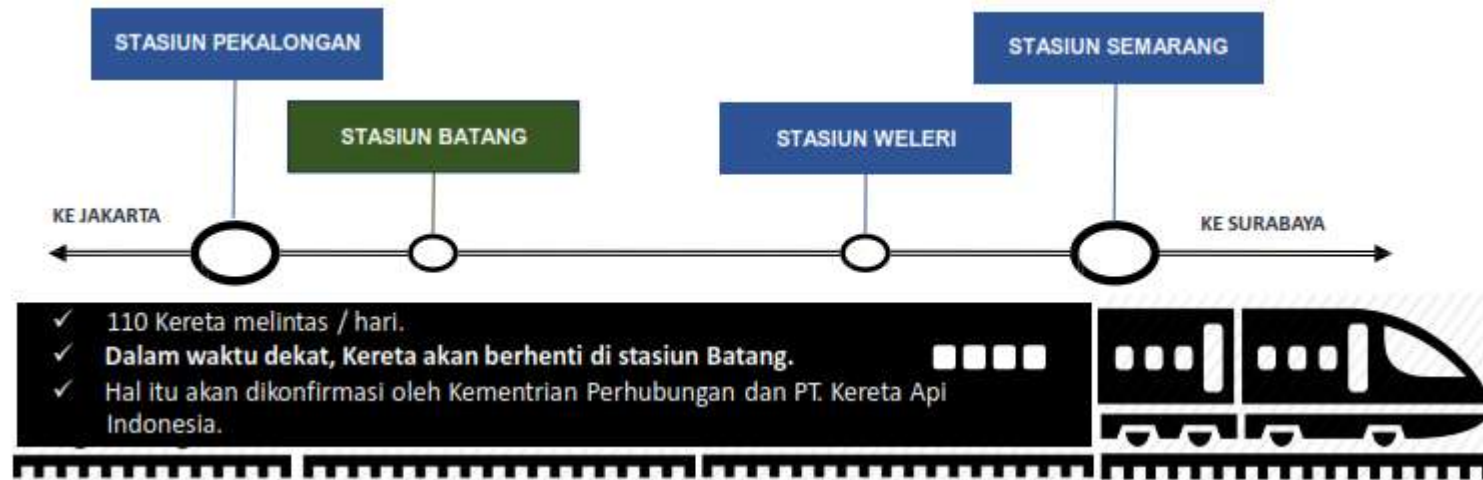 STASIUN PEKALONGAN
STASIUN SEMARANG
STASIUN BATANG
STASIUN WELERI
KE JAKARTA
KE SURABAYA
✓ 110 Kereta melintas / hari.
✓ Dalam waktu dekat, Kereta akan berhenti di stasiun Batang.
✓ Hal itu akan dikonfirmasi oleh Kementrian Perhubungan dan PT. Kereta Api
Indonesia.